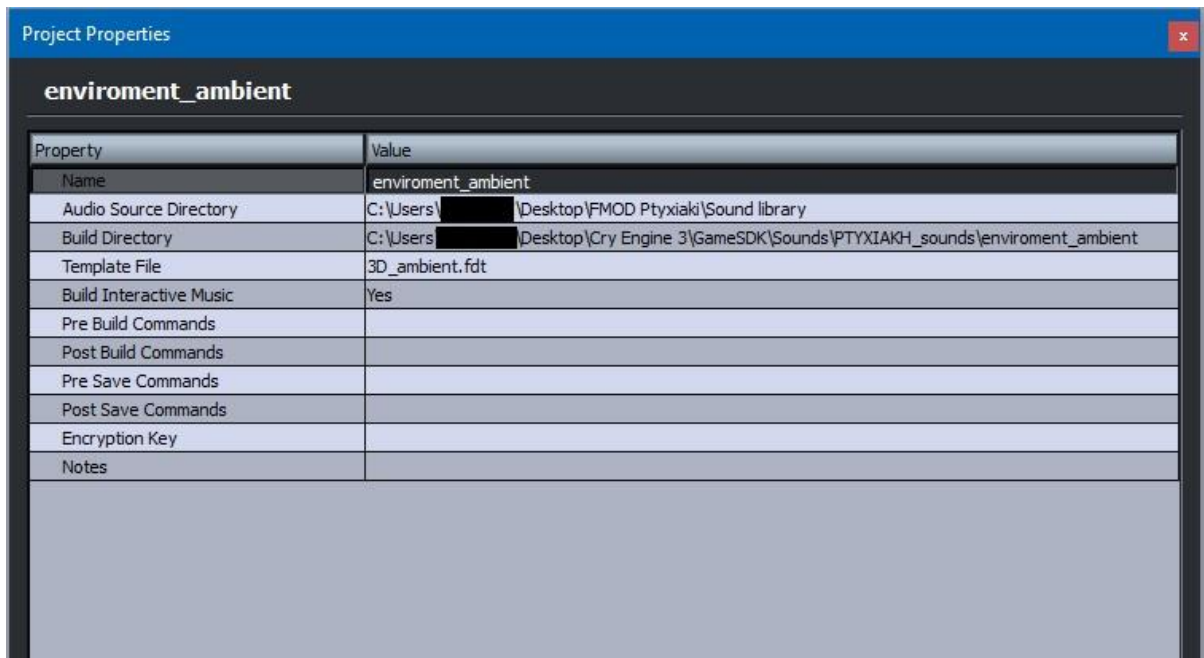 Project Properties
x
enviroment_ambient
Property Value
Name enviroment_ambient
Audio Source Directory C:\Users\ \Desktop\FMOD Ptyxiaki\Sound library
Build Directory C:\Users \Desktop\Cry Engine 3\GameSDK\Sounds\PTYXIAKH_sounds\enviroment_ambient
Template File 3D_ambient.fdt
Build Interactive Music Yes
Pre Build Commands
Post Build Commands
Pre Save Commands
Post Save Commands
Encryption Key
Notes